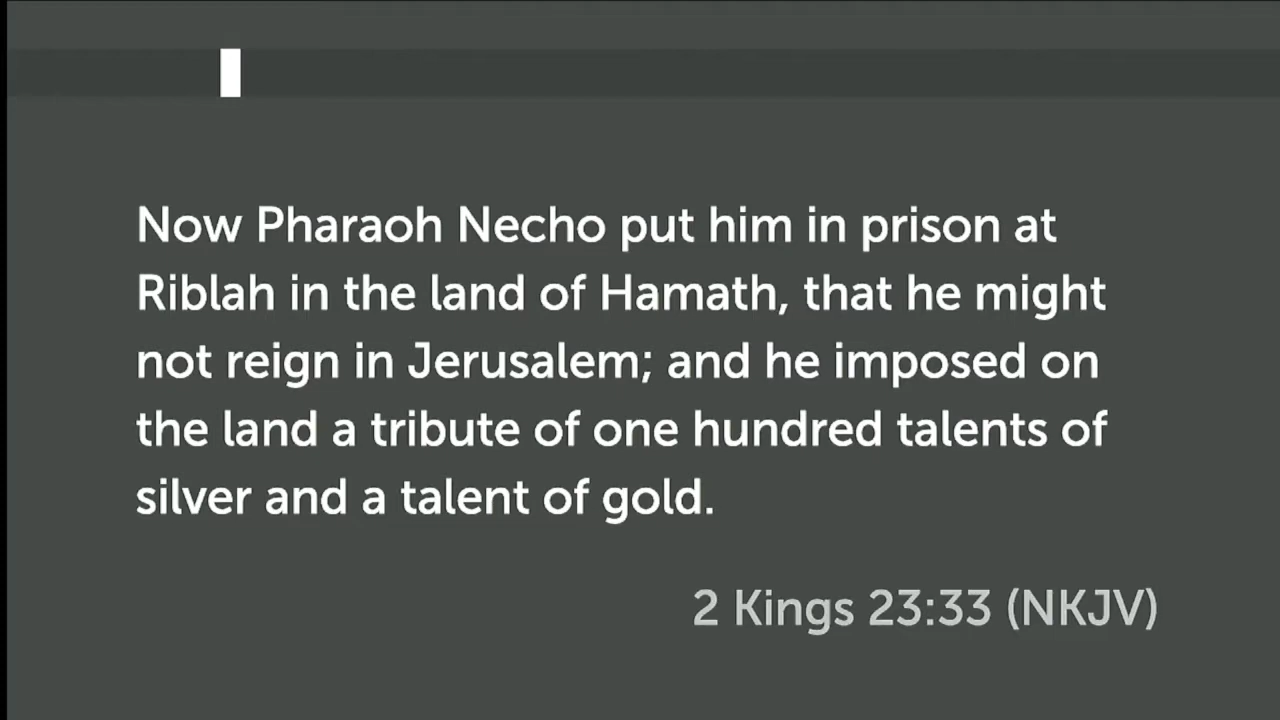 Now Pharaoh Necho put him in prison at
Riblah in the land of Hamath, that he might
not reign in Jerusalem; and he imposed on
the land a tribute of one hundred talents of
silver and a talent of gold.
2 Kings 23:33 (NKJV)